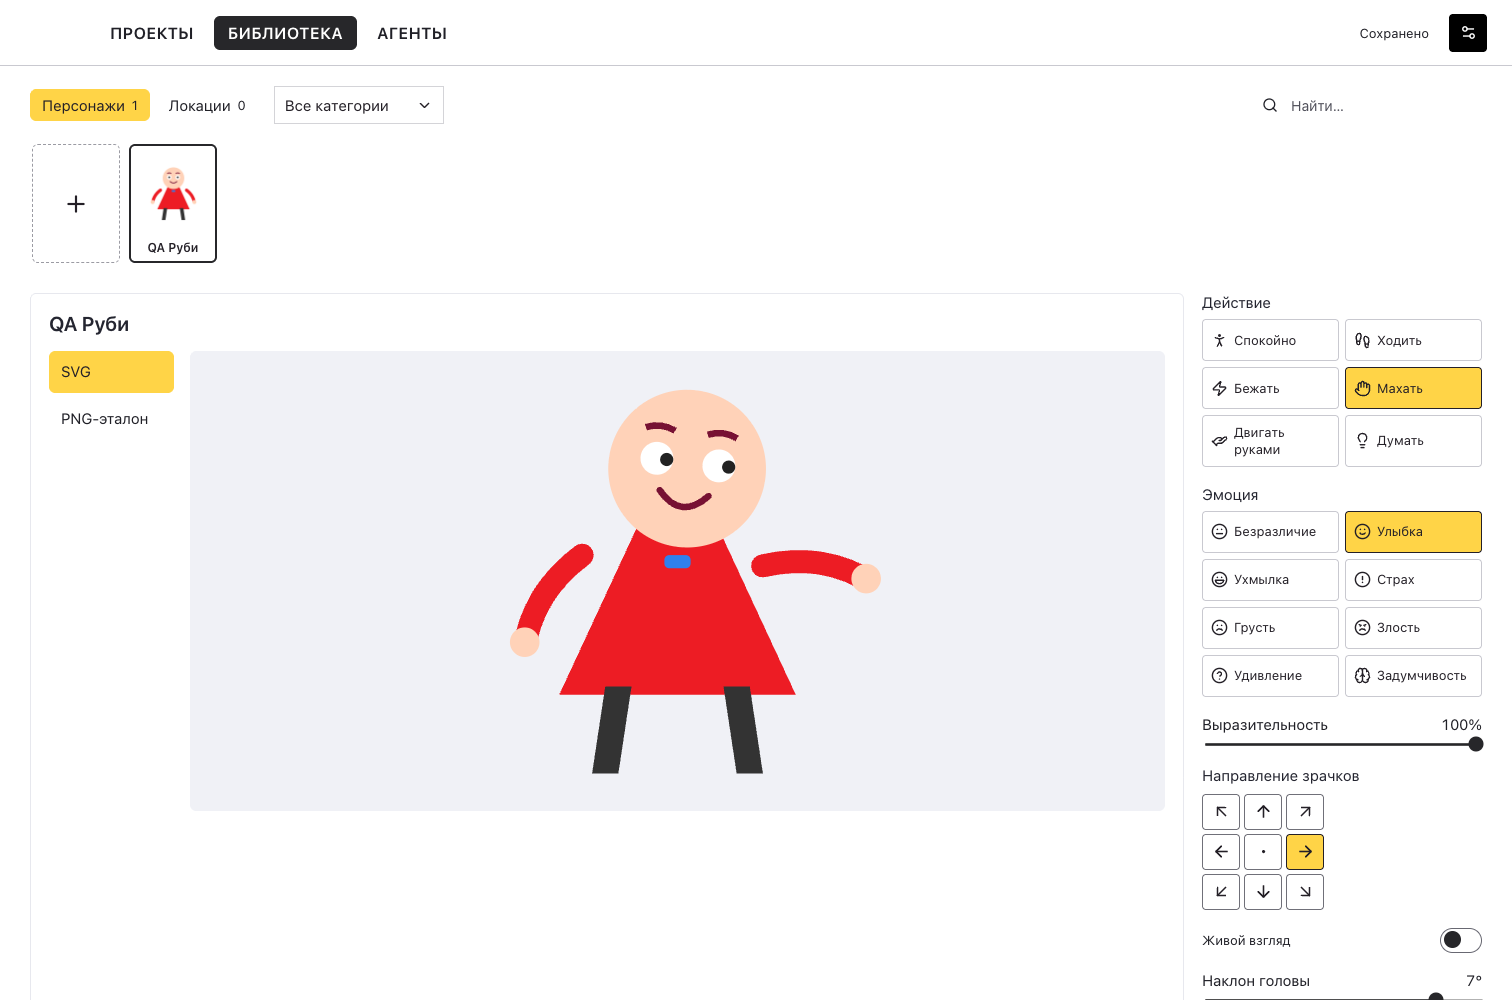 ПРОЕКТЫ БИБЛИОТЕКА АГЕНТЫ Сохранено
Персонажи 1 Локации 0 Все категории Найти...
QA Руби
QA Руби
SVG
PNG-эталон
Действие
Спокойно Ходить
Бежать Махать
Двигать
руками
Думать
Эмоция
Безразличие Улыбка
Ухмылка Страх
Грусть Злость
Удивление Задумчивость
Выразительность 100%
Направление зрачков
Живой взгляд
Наклон головы 7°